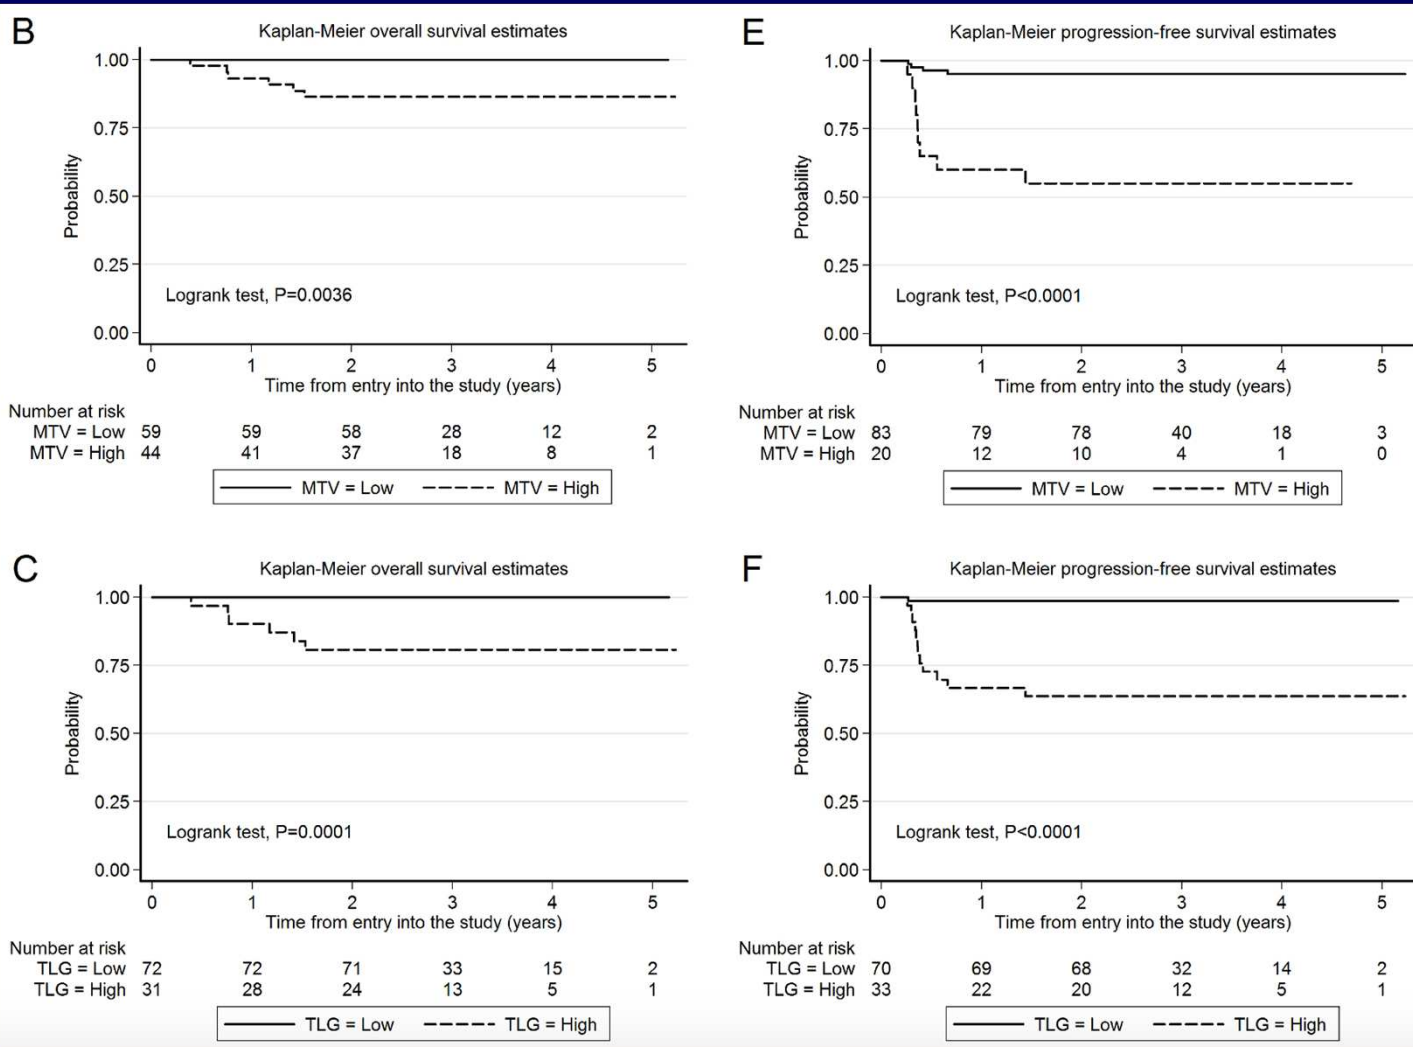 B
Kaplan-Meier overall survival estimates
1.00
0.75
0.50
0.25
0.00
Probability
Logrank test, P=0.0036
0 1 2 3 4 5
Time from entry into the study (years)
Number at risk
MTV = Low 59 59 58 28 12 2
MTV = High 44 41 37 18 8 1
MTV = Low MTV = High
E
Kaplan-Meier progression-free survival estimates
1.00
0.75
0.50
0.25
0.00
Probability
Logrank test, P<0.0001
0 1 2 3 4 5
Time from entry into the study (years)
Number at risk
MTV = Low 83 79 78 40 18 3
MTV = High 20 12 10 4 1 0
MTV = Low MTV = High
C
Kaplan-Meier overall survival estimates
1.00
0.75
0.50
0.25
0.00
Probability
Logrank test, P=0.0001
0 1 2 3 4 5
Time from entry into the study (years)
Number at risk
TLG = Low 72 72 71 33 15 2
TLG = High 31 28 24 13 5 1
TLG = Low TLG = High
F
Kaplan-Meier progression-free survival estimates
1.00
0.75
0.50
0.25
0.00
Probability
Logrank test, P<0.0001
0 1 2 3 4 5
Time from entry into the study (years)
Number at risk
TLG = Low 70 69 68 32 14 2
TLG = High 33 22 20 12 5 1
TLG = Low TLG = High